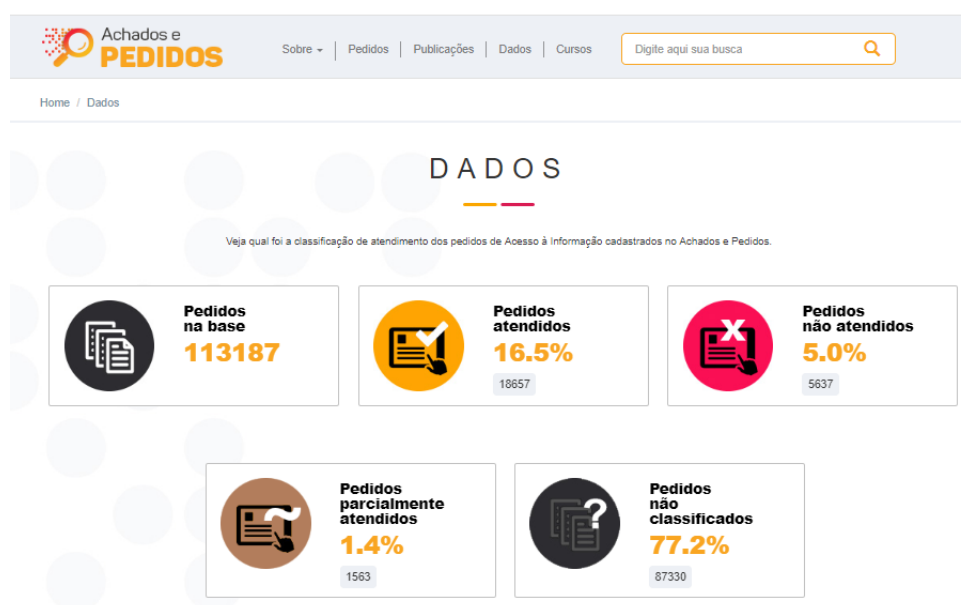 Achados e
PEDIDOS
Sobre
Pedidos
Publicações
Dados
Cursos
Digite aqui sua busca
Home / Dados
DADOS
Veja qual foi a classificação de atendimento dos pedidos de Acesso à Informação cadastrados no Achados e Pedidos.
Pedidos
na base
113187
Pedidos
atendidos
16.5%
18657
Pedidos
não atendidos
5.0%
5637
Pedidos
parcialmente
atendidos
1.4%
1563
Pedidos
não
classificados
77.2%
87330